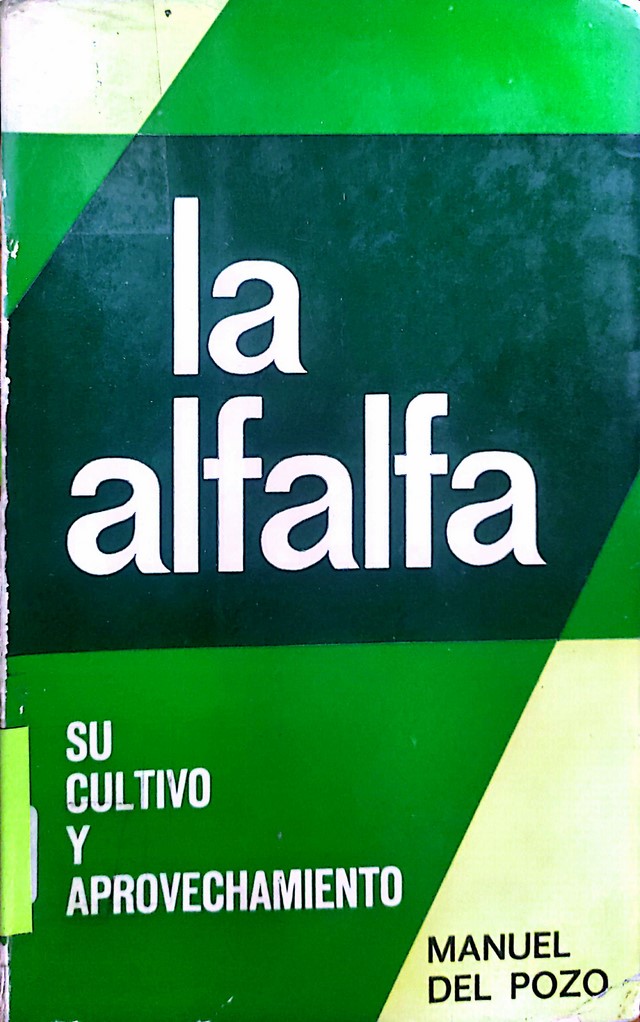 la
alfalfa
SU
CULTIVO
Y
APROVECHAMIENTO
MANUEL
DEL POZO